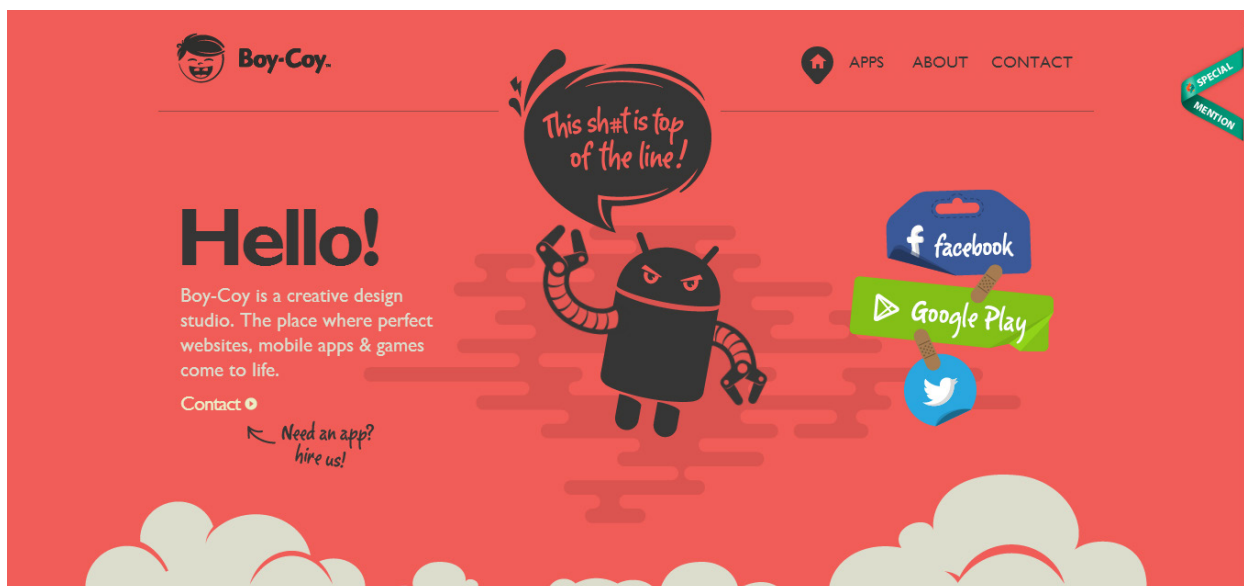 Boy-Coy™
APPS ABOUT CONTACT
SPECIAL
MENTION
This sh#t is top
of the line!
Hello!
Boy-Coy is a creative design
studio. The place where perfect
websites, mobile apps & games
come to life.
Contact
Need an app?
hire us!
f facebook
Google Play